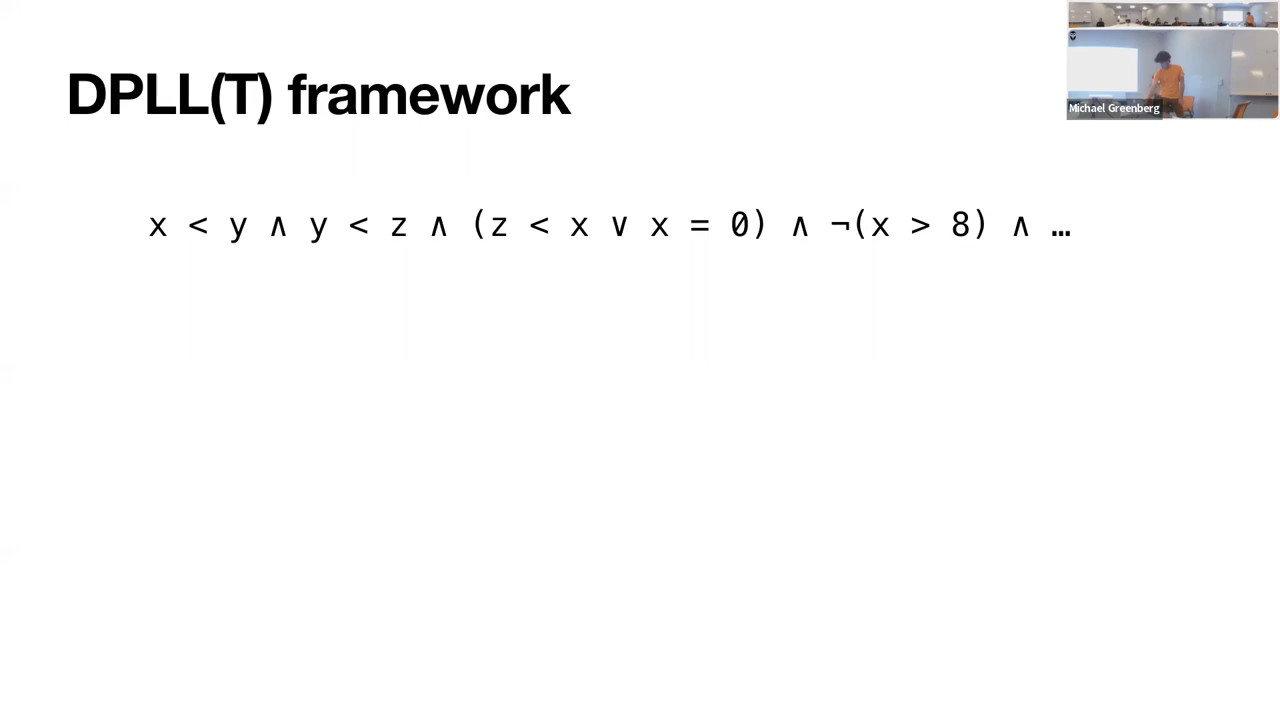 DPLL(T) framework
x < y ∧ y < z ∧ (z < x ∨ x = 0) ∧ ¬(x > 8) ∧ …
Michael Greenberg